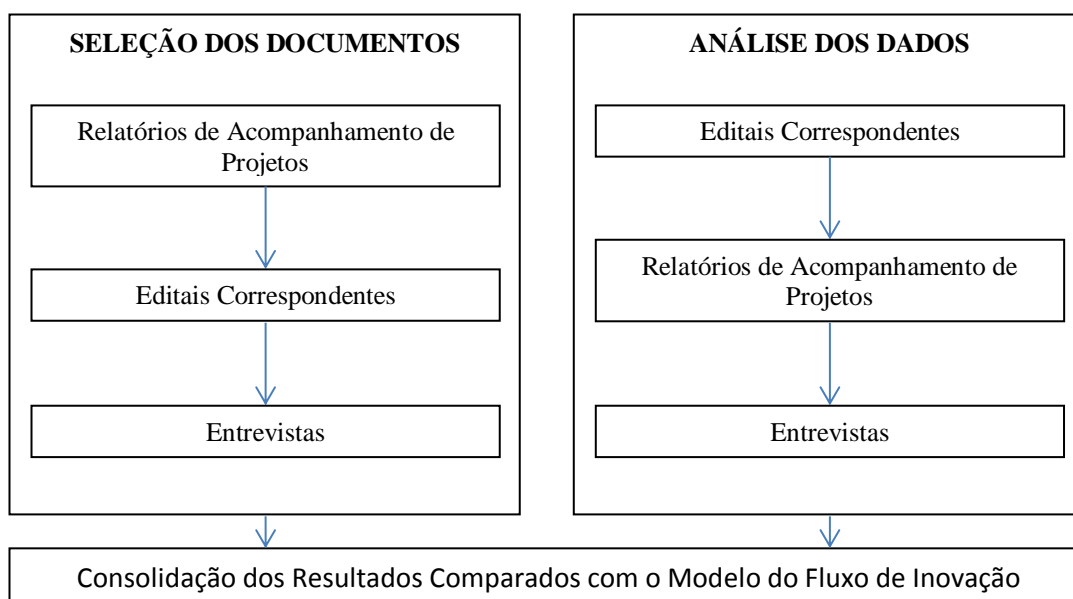 SELEÇÃO DOS DOCUMENTOS
Relatórios de Acompanhamento de
Projetos
Editais Correspondentes
Entrevistas
ANÁLISE DOS DADOS
Editais Correspondentes
Relatórios de Acompanhamento de
Projetos
Entrevistas
Consolidação dos Resultados Comparados com o Modelo do Fluxo de Inovação